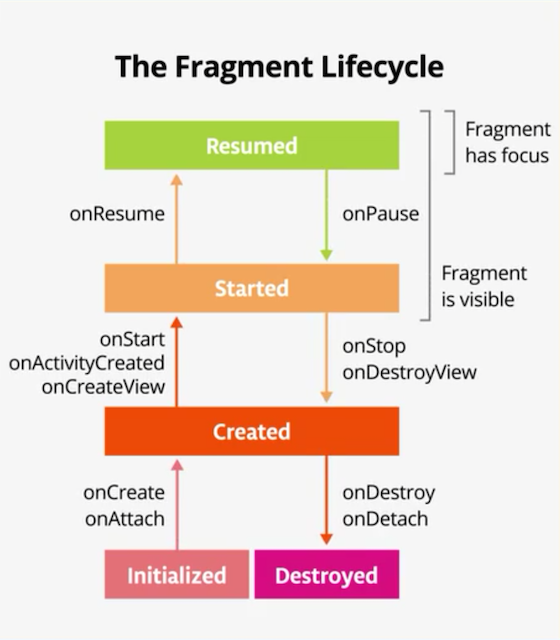 The Fragment Lifecycle
Resumed
Fragment
has focus
onResume
onPause
Started
Fragment
is visible
onStart
onActivityCreated
onCreateView
onStop
onDestroyView
Created
onCreate
onAttach
onDestroy
onDetach
Initialized
Destroyed